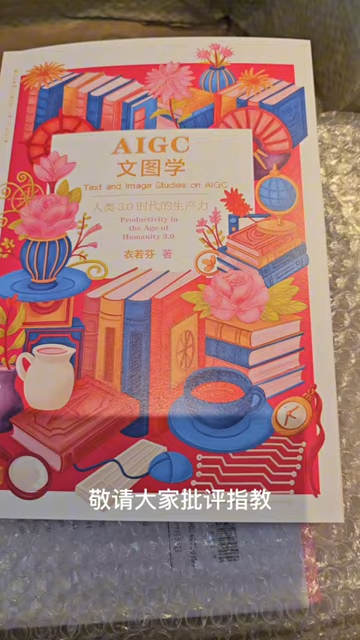 AIGC
文图学
Text and Image Studies on AIGC
人类3.0时代的生产力
Productivity in
the Age of
Humanity 3.0
衣若芬 著
敬请大家批评指教